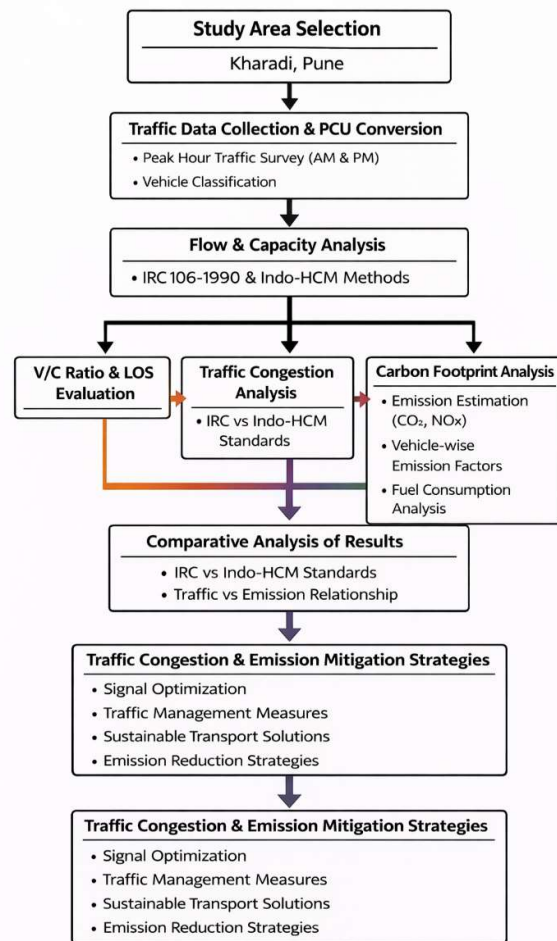 Study Area Selection
Kharadi, Pune
Traffic Data Collection & PCU Conversion
• Peak Hour Traffic Survey (AM & PM)
• Vehicle Classification
Flow & Capacity Analysis
• IRC 106-1990 & Indo-HCM Methods
V/C Ratio & LOS
Evaluation
Traffic Congestion
Analysis
• IRC vs Indo-HCM
Standards
Carbon Footprint Analysis
• Emission Estimation
(CO₂, NOx)
• Vehicle-wise
Emission Factors
• Fuel Consumption
Analysis
Comparative Analysis of Results
• IRC vs Indo-HCM Standards
• Traffic vs Emission Relationship
Traffic Congestion & Emission Mitigation Strategies
• Signal Optimization
• Traffic Management Measures
• Sustainable Transport Solutions
• Emission Reduction Strategies
Traffic Congestion & Emission Mitigation Strategies
• Signal Optimization
• Traffic Management Measures
• Sustainable Transport Solutions
• Emission Reduction Strategies